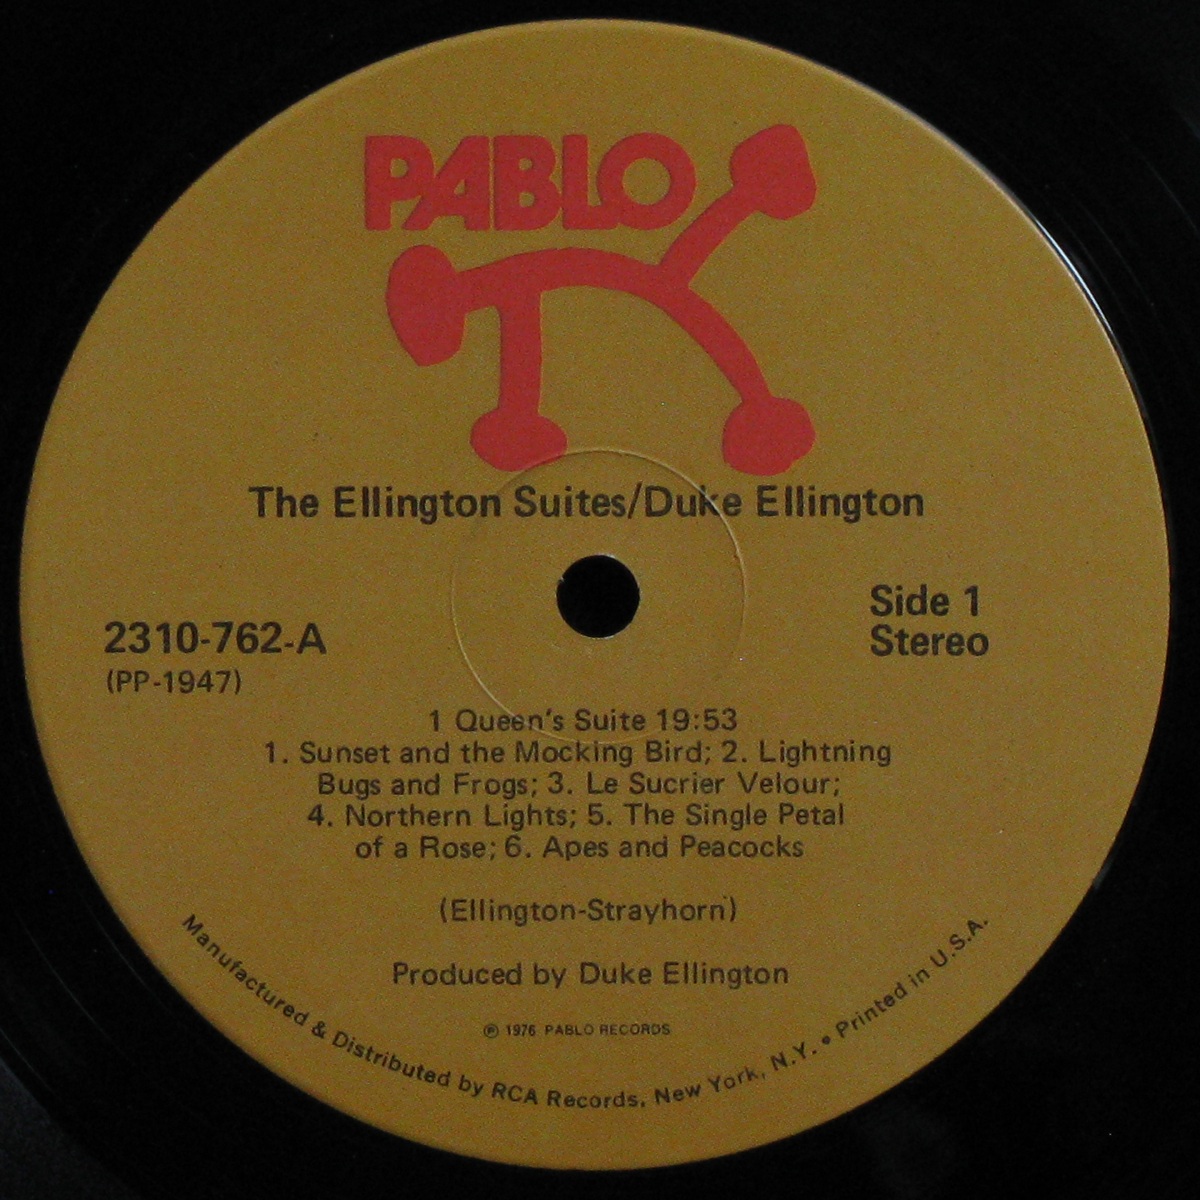 PABLO
The Ellington Suites/Duke Ellington
Side 1
Stereo
2310-762-A
(PP-1947)
1 Queen's Suite 19:53
1. Sunset and the Mocking Bird; 2. Lightning
Bugs and Frogs; 3. Le Sucrier Velour;
4. Northern Lights; 5. The Single Petal
of a Rose; 6. Apes and Peacocks
(Ellington-Strayhorn)
Produced by Duke Ellington
℗ 1976 PABLO RECORDS
Manufactured & Distributed by RCA Records, New York, N.Y. • Printed in U.S.A.